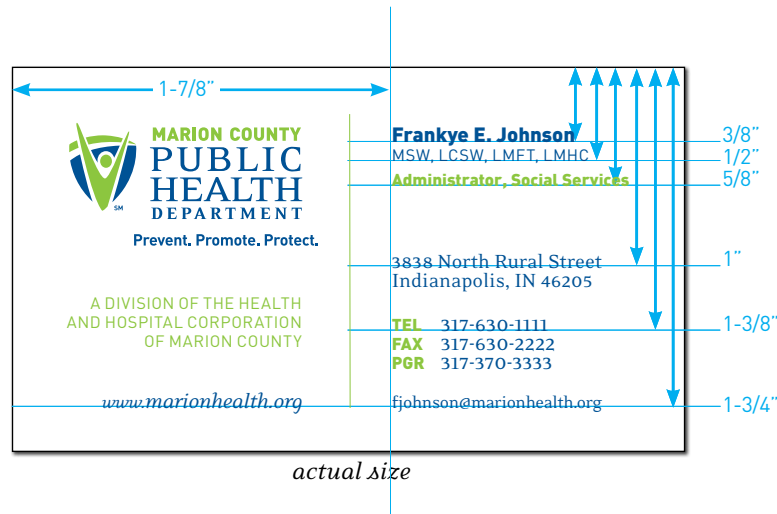 1-7/8"
MARION COUNTY
PUBLIC
HEALTH
DEPARTMENT
SM
Prevent. Promote. Protect.
A DIVISION OF THE HEALTH
AND HOSPITAL CORPORATION
OF MARION COUNTY
www.marionhealth.org
Frankye E. Johnson
MSW, LCSW, LMFT, LMHC
Administrator, Social Services
3838 North Rural Street
Indianapolis, IN 46205
TEL 317-630-1111
FAX 317-630-2222
PGR 317-370-3333
fjohnson@marionhealth.org
3/8"
1/2"
5/8"
1"
1-3/8"
1-3/4"
actual size